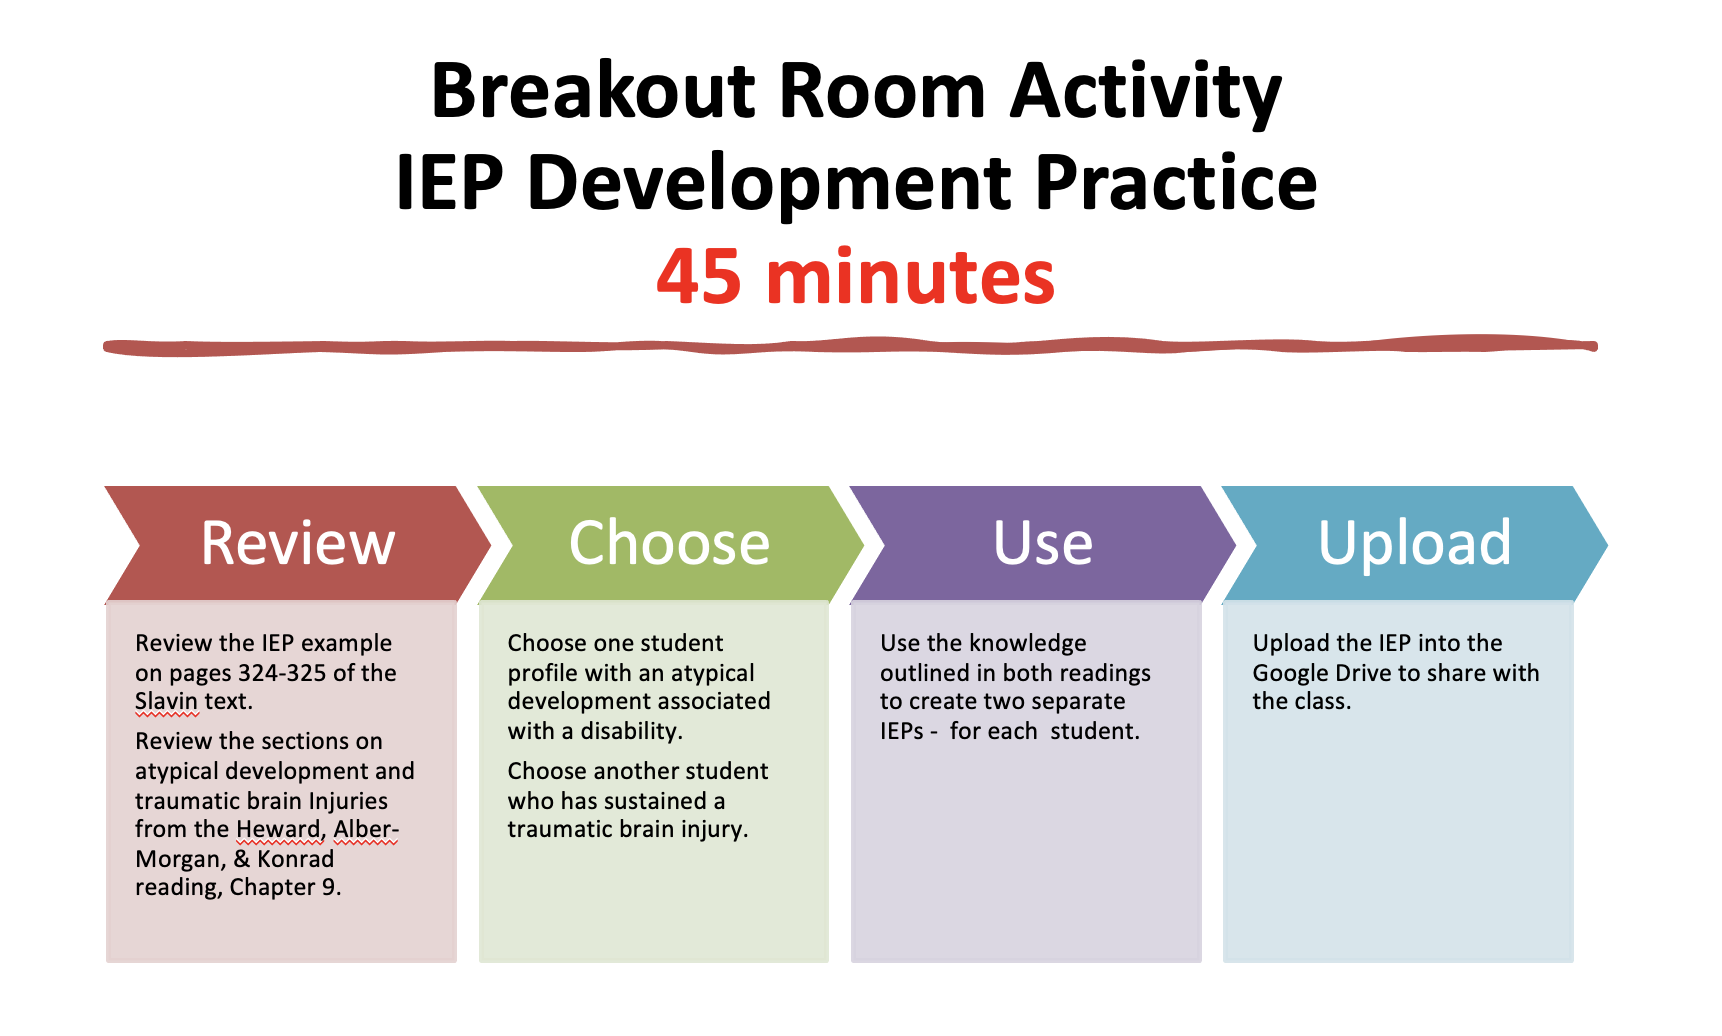 Breakout Room Activity
IEP Development Practice
45 minutes
Review
Review the IEP example
on pages 324-325 of the
Slavin text.
Review the sections on
atypical development and
traumatic brain Injuries
from the Heward, Alber-
Morgan, & Konrad
reading, Chapter 9.
Choose
Choose one student
profile with an atypical
development associated
with a disability.
Choose another student
who has sustained a
traumatic brain injury.
Use
Use the knowledge
outlined in both readings
to create two separate
IEPs -  for each  student.
Upload
Upload the IEP into the
Google Drive to share with
the class.